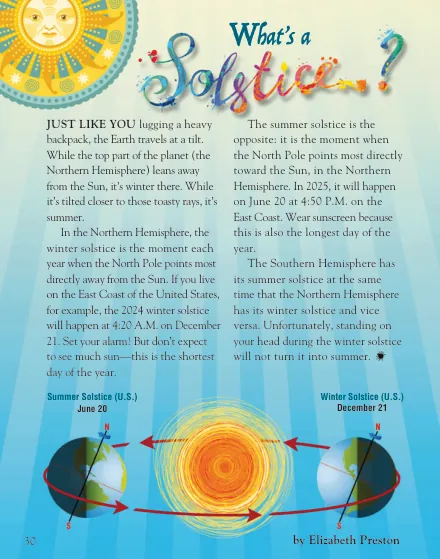 What's a
Solstice...?
JUST LIKE YOU lugging a heavy
backpack, the Earth travels at a tilt.
While the top part of the planet (the
Northern Hemisphere) leans away
from the Sun, it's winter there. While
it's tilted closer to those toasty rays, it's
summer.
In the Northern Hemisphere, the
winter solstice is the moment each
year when the North Pole points most
directly away from the Sun. If you live
on the East Coast of the United States,
for example, the 2024 winter solstice
will happen at 4:20 A.M. on December
21. Set your alarm! But don't expect
to see much sun—this is the shortest
day of the year.
The summer solstice is the
opposite: it is the moment when
the North Pole points most directly
toward the Sun, in the Northern
Hemisphere. In 2025, it will happen
on June 20 at 4:50 P.M. on the
East Coast. Wear sunscreen because
this is also the longest day of the
year.
The Southern Hemisphere has
its summer solstice at the same
time that the Northern Hemisphere
has its winter solstice and vice
versa. Unfortunately, standing on
your head during the winter solstice
will not turn it into summer.
Summer Solstice (U.S.)
June 20
Winter Solstice (U.S.)
December 21
N
N
S
S
30
by Elizabeth Preston